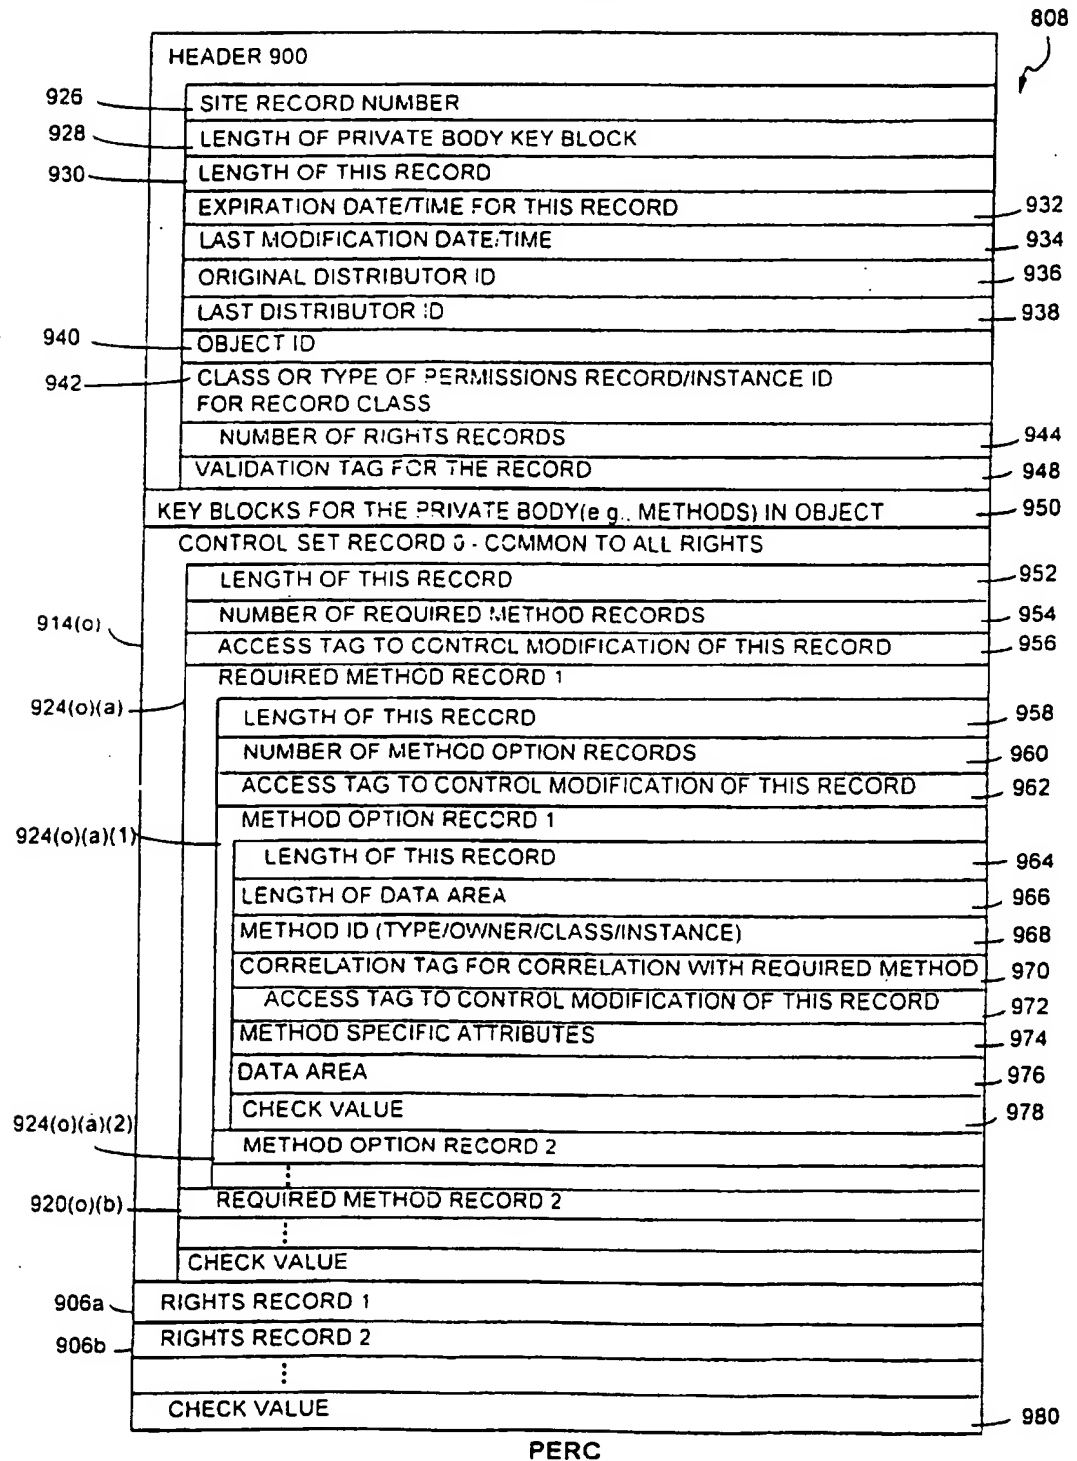 808
HEADER 900
926 SITE RECORD NUMBER
928 LENGTH OF PRIVATE BODY KEY BLOCK
930 LENGTH OF THIS RECORD
EXPIRATION DATE/TIME FOR THIS RECORD 932
LAST MODIFICATION DATE/TIME 934
ORIGINAL DISTRIBUTOR ID 936
LAST DISTRIBUTOR ID 938
940 OBJECT ID
942 CLASS OR TYPE OF PERMISSIONS RECORD/INSTANCE ID
FOR RECORD CLASS
NUMBER OF RIGHTS RECORDS 944
VALIDATION TAG FOR THE RECORD 948
KEY BLOCKS FOR THE PRIVATE BODY(e g., METHODS) IN OBJECT 950
CONTROL SET RECORD 0 - COMMON TO ALL RIGHTS
LENGTH OF THIS RECORD 952
NUMBER OF REQUIRED METHOD RECORDS 954
914(o)
ACCESS TAG TO CONTROL MODIFICATION OF THIS RECORD 956
REQUIRED METHOD RECORD 1
924(o)(a)
LENGTH OF THIS RECORD 958
NUMBER OF METHOD OPTION RECORDS 960
ACCESS TAG TO CONTROL MODIFICATION OF THIS RECORD 962
METHOD OPTION RECORD 1
924(o)(a)(1)
LENGTH OF THIS RECORD 964
LENGTH OF DATA AREA 966
METHOD ID (TYPE/OWNER/CLASS/INSTANCE) 968
CORRELATION TAG FOR CORRELATION WITH REQUIRED METHOD 970
ACCESS TAG TO CONTROL MODIFICATION OF THIS RECORD 972
METHOD SPECIFIC ATTRIBUTES 974
DATA AREA 976
CHECK VALUE 978
924(o)(a)(2)
METHOD OPTION RECORD 2
920(o)(b) REQUIRED METHOD RECORD 2
CHECK VALUE
906a RIGHTS RECORD 1
906b RIGHTS RECORD 2
CHECK VALUE 980
PERC